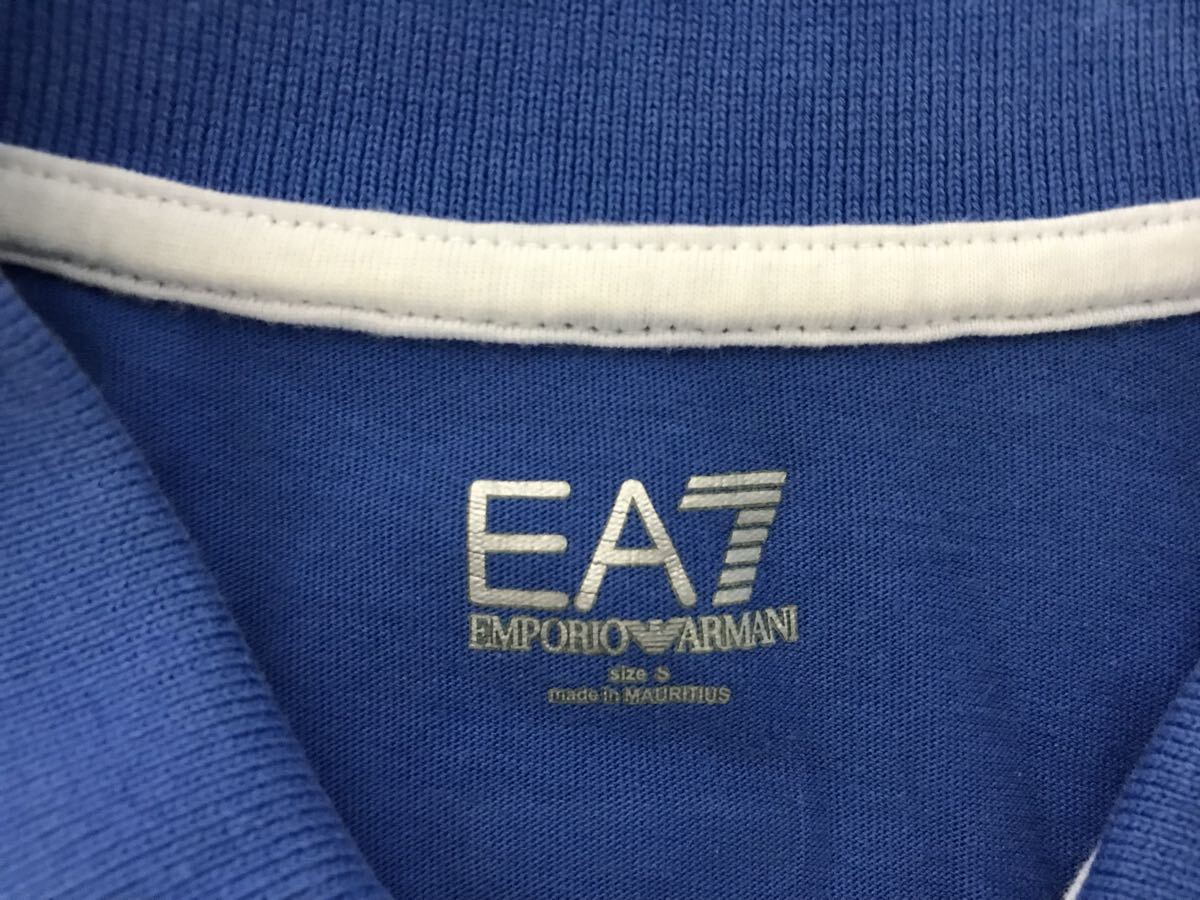 EA7
EMPORIO ARMANI
size S
made in MAURITIUS